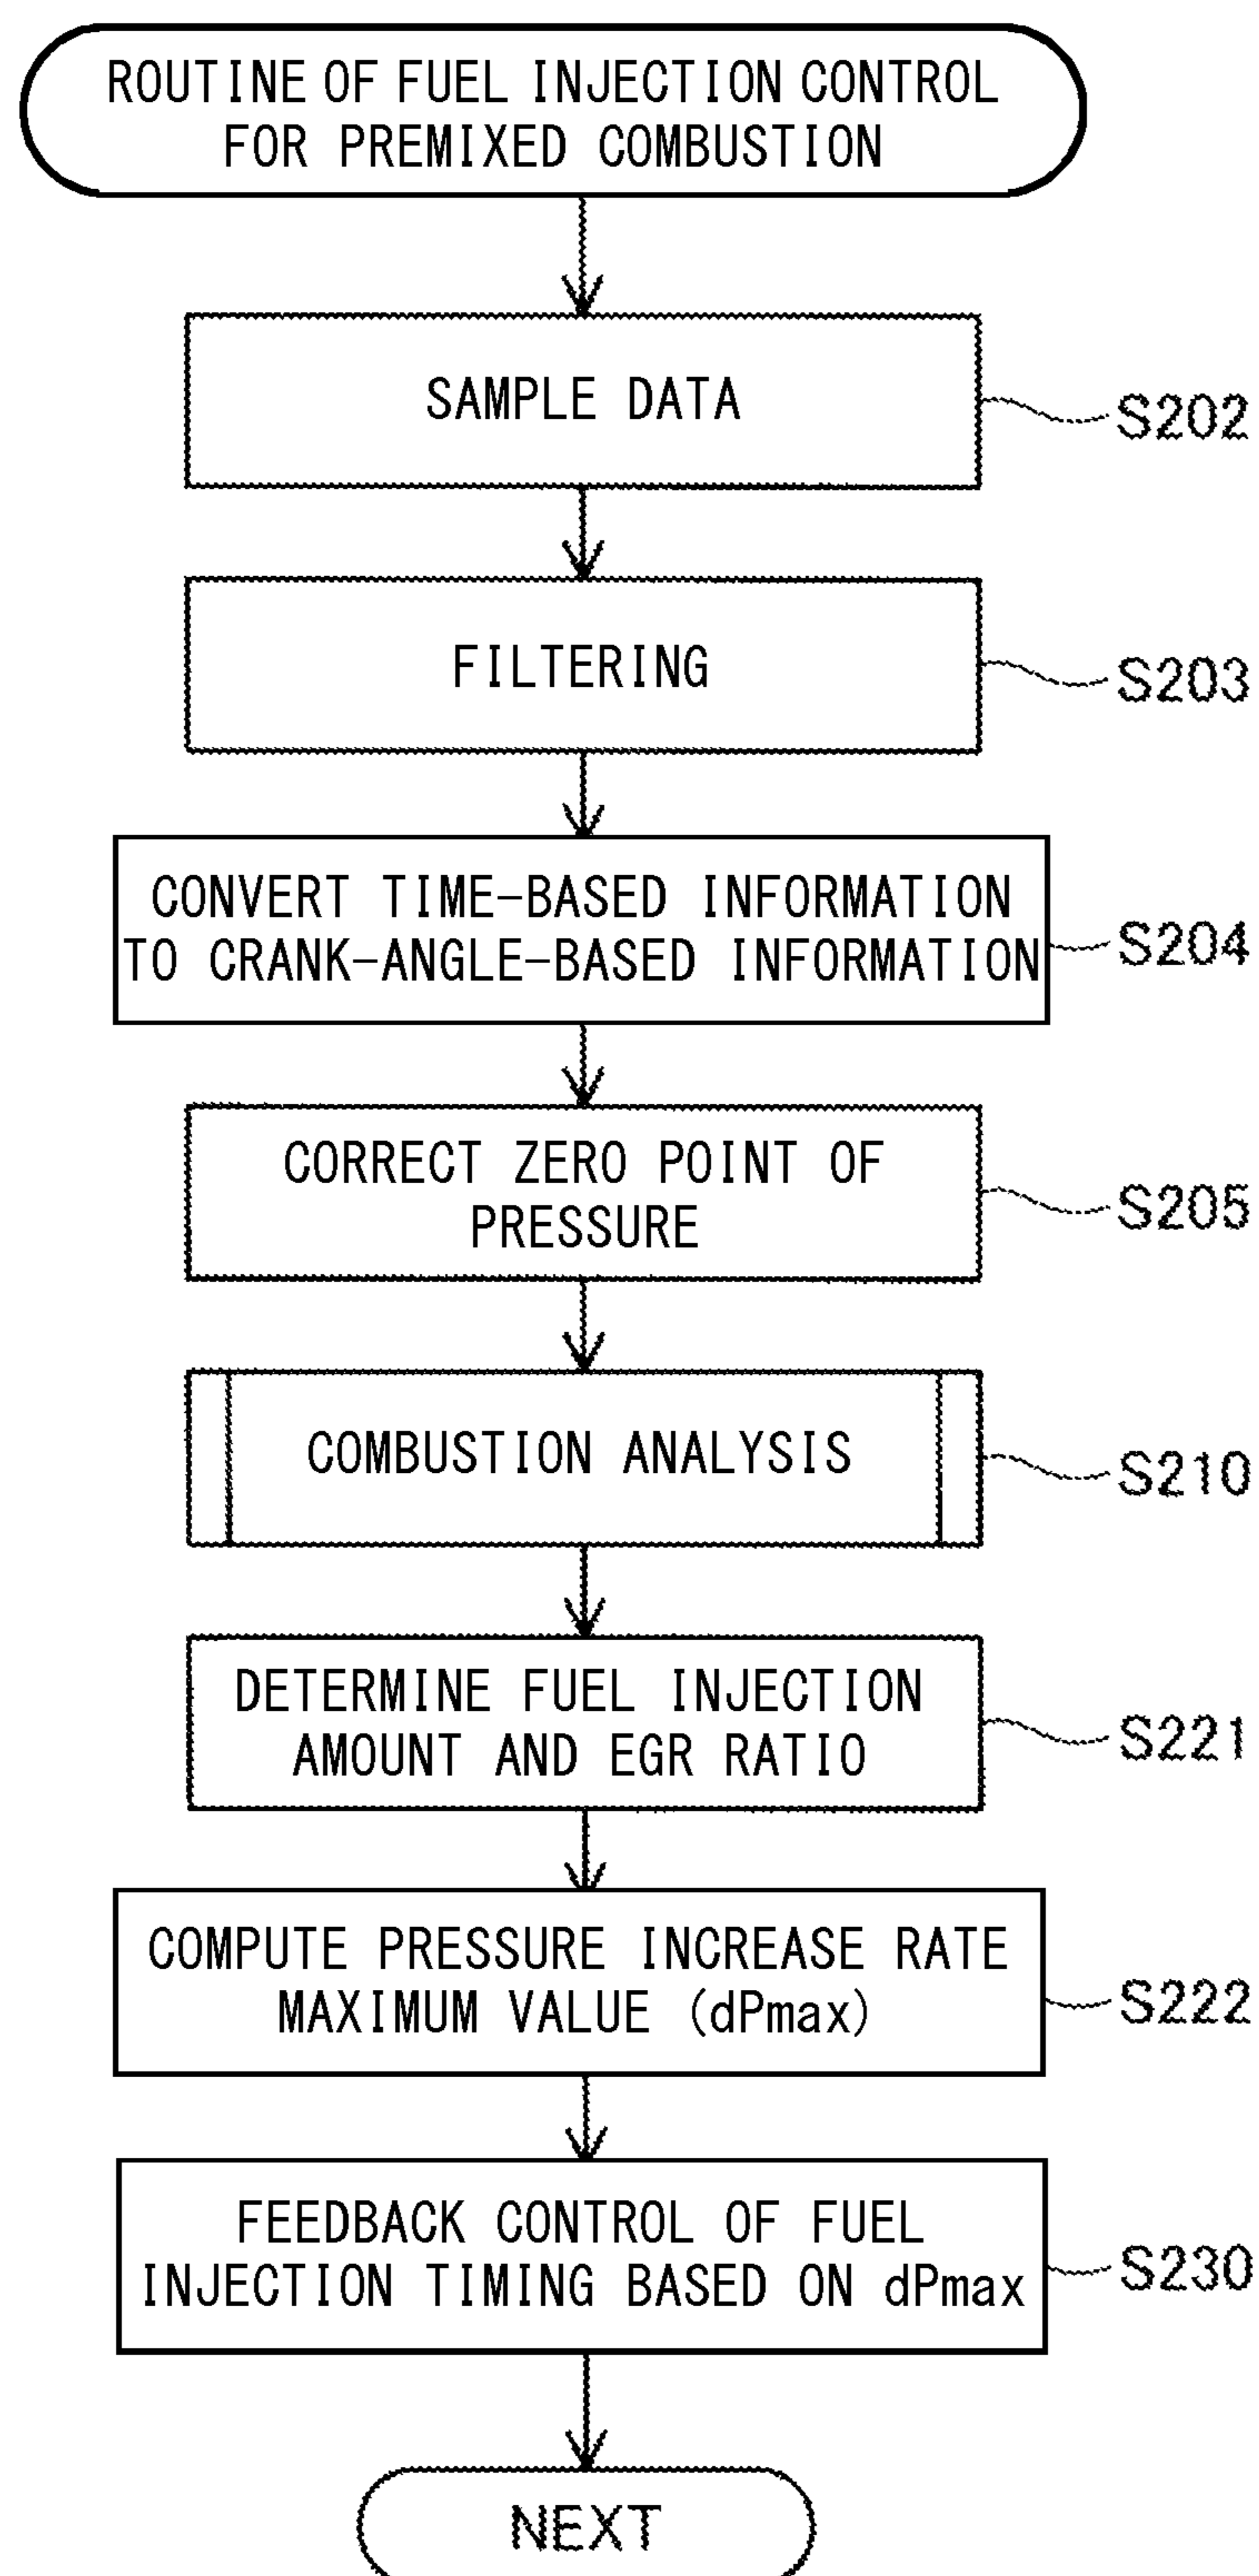 ROUTINE OF FUEL INJECTION CONTROL
FOR PREMIXED COMBUSTION
SAMPLE DATA
S202
FILTERING
S203
CONVERT TIME-BASED INFORMATION
TO CRANK-ANGLE-BASED INFORMATION
S204
CORRECT ZERO POINT OF
PRESSURE
S205
COMBUSTION ANALYSIS
S210
DETERMINE FUEL INJECTION
AMOUNT AND EGR RATIO
S221
COMPUTE PRESSURE INCREASE RATE
MAXIMUM VALUE (dPmax)
S222
FEEDBACK CONTROL OF FUEL
INJECTION TIMING BASED ON dPmax
S230
NEXT